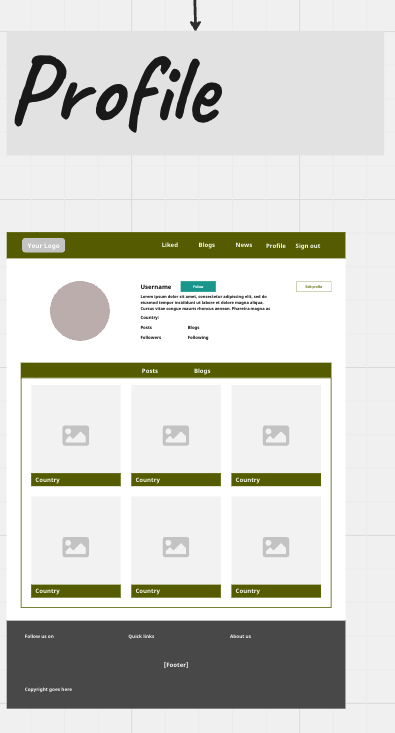 Profile
Your Logo Liked Blogs News Profile Sign out
Username Follow Edit profile
Lorem ipsum dolor sit amet, consectetur adipiscing elit, sed do
eiusmod tempor incididunt ut labore et dolore magna aliqua.
Cursus vitae congue mauris rhoncus aenean. Pharetra magna ac
Country:
Posts Blogs
Followers Following
Posts Blogs
Country Country Country
Country Country Country
Follow us on Quick links About us
[Footer]
Copyright goes here